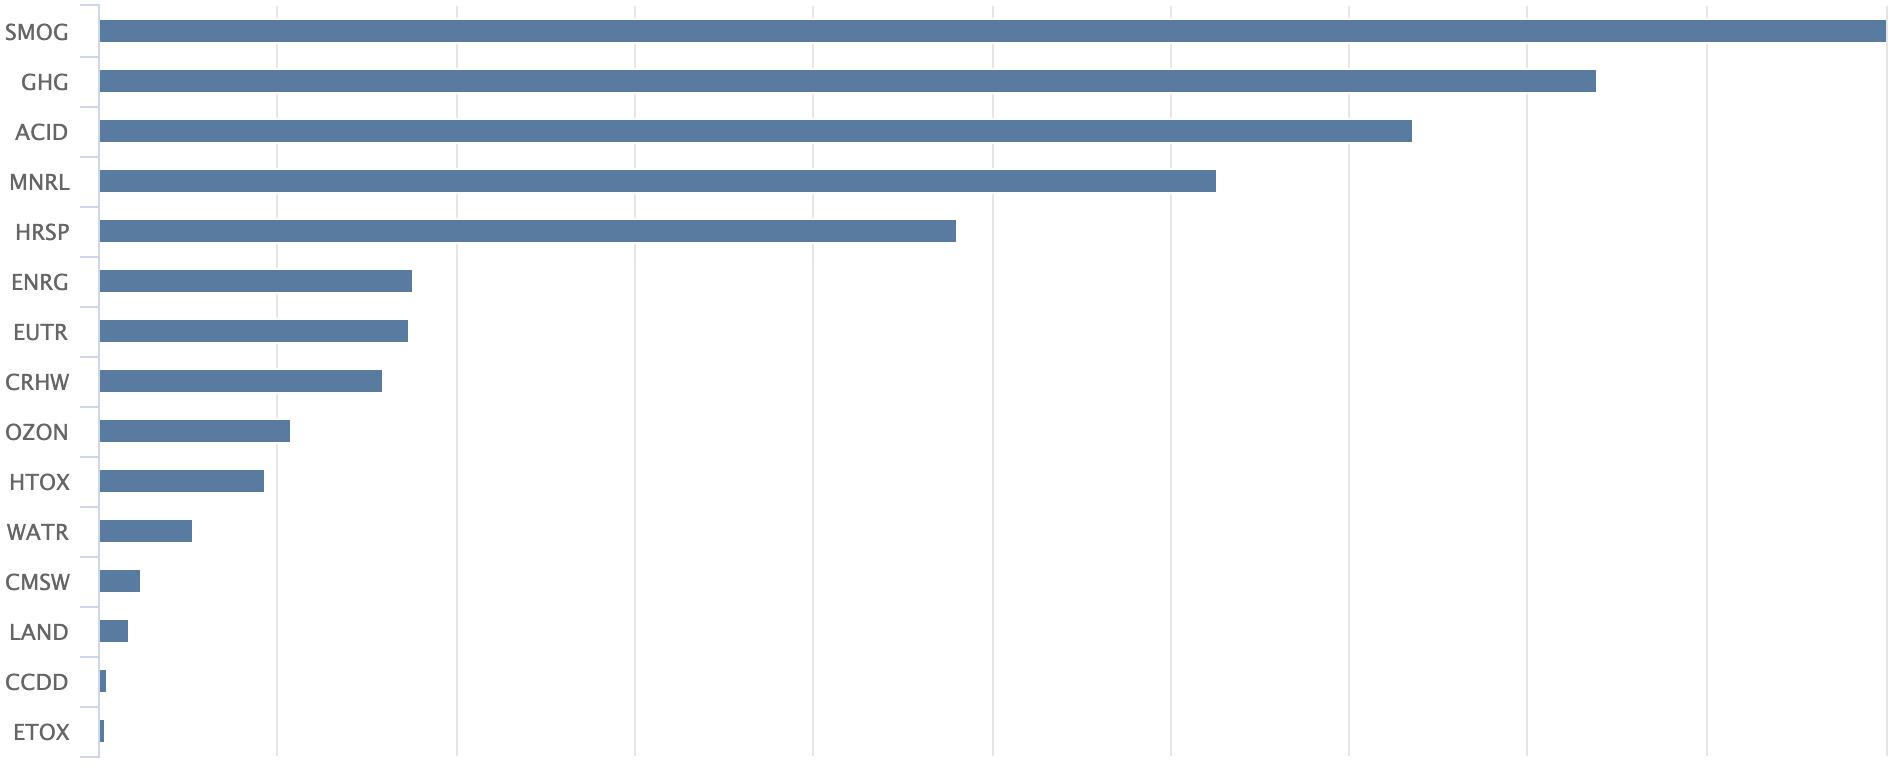 SMOG
GHG
ACID
MNRL
HRSP
ENRG
EUTR
CRHW
OZON
HTOX
WATR
CMSW
LAND
CCDD
ETOX